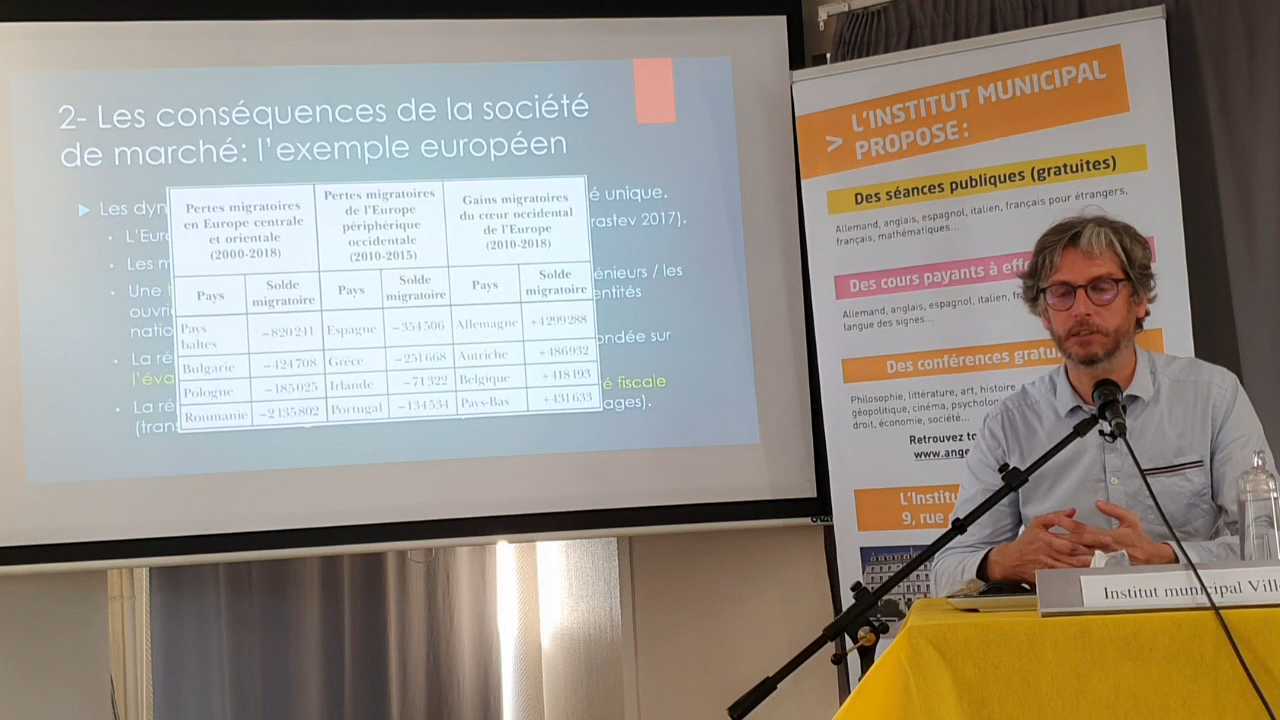 2- Les conséquences de la société
de marché: l'exemple européen
Les dyn
é unique.
L'Euro
rastev 2017).
Les m
Une
énieurs / les
ouvri
entités
natio
La ré
ondée sur
l'éva
é fiscale
La ré
ages).
(trans
Pertes migratoires
en Europe centrale
et orientale
(2000-2018)
Pertes migratoires
de l'Europe
périphérique
occidentale
(2010-2015)
Gains migratoires
du cœur occidental
de l'Europe
(2010-2018)
Pays
Solde
migratoire
Pays
Solde
migratoire
Pays
Solde
migratoire
Pays
baltes
−820241
Espagne
−354506
Allemagne
+1299288
Bulgarie
−424708
Grèce
−251668
Autriche
+486932
Pologne
−185025
Irlande
−71322
Belgique
+418193
Roumanie
−2135802
Portugal
−134534
Pays-Bas
+431633
> L'INSTITUT MUNICIPAL
PROPOSE:
Des séances publiques (gratuites)
Allemand, anglais, espagnol, italien, français pour étrangers,
français, mathématiques...
Des cours payants à effe
Allemand, anglais, espagnol, italien, fr
langue des signes...
Des conférences gratu
Philosophie, littérature, art, histoire,
géopolitique, cinéma, psycholo
droit, économie, société...
Retrouvez to
www.ange
L'Institu
9, rue
Institut municipal Ville